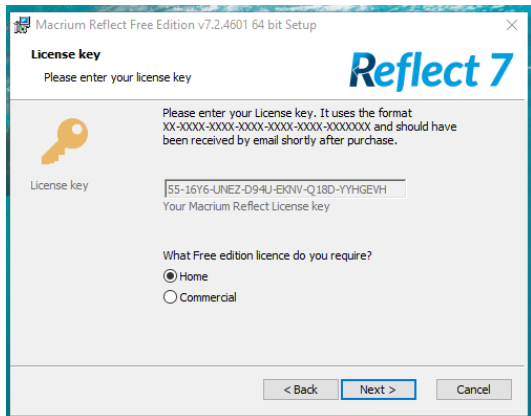 Macrium Reflect Free Edition v7.2.4601 64 bit Setup
License key
Please enter your license key
Reflect 7
Please enter your License key. It uses the format
XX-XXXX-XXXX-XXXX-XXXX-XXXX-XXXXXXX and should have
been received by email shortly after purchase.
License key
55-16Y6-UNEZ-D94U-EKNV-Q18D-YYHGEVH
Your Macrium Reflect License key
What Free edition licence do you require?
Home
Commercial
< Back Next > Cancel